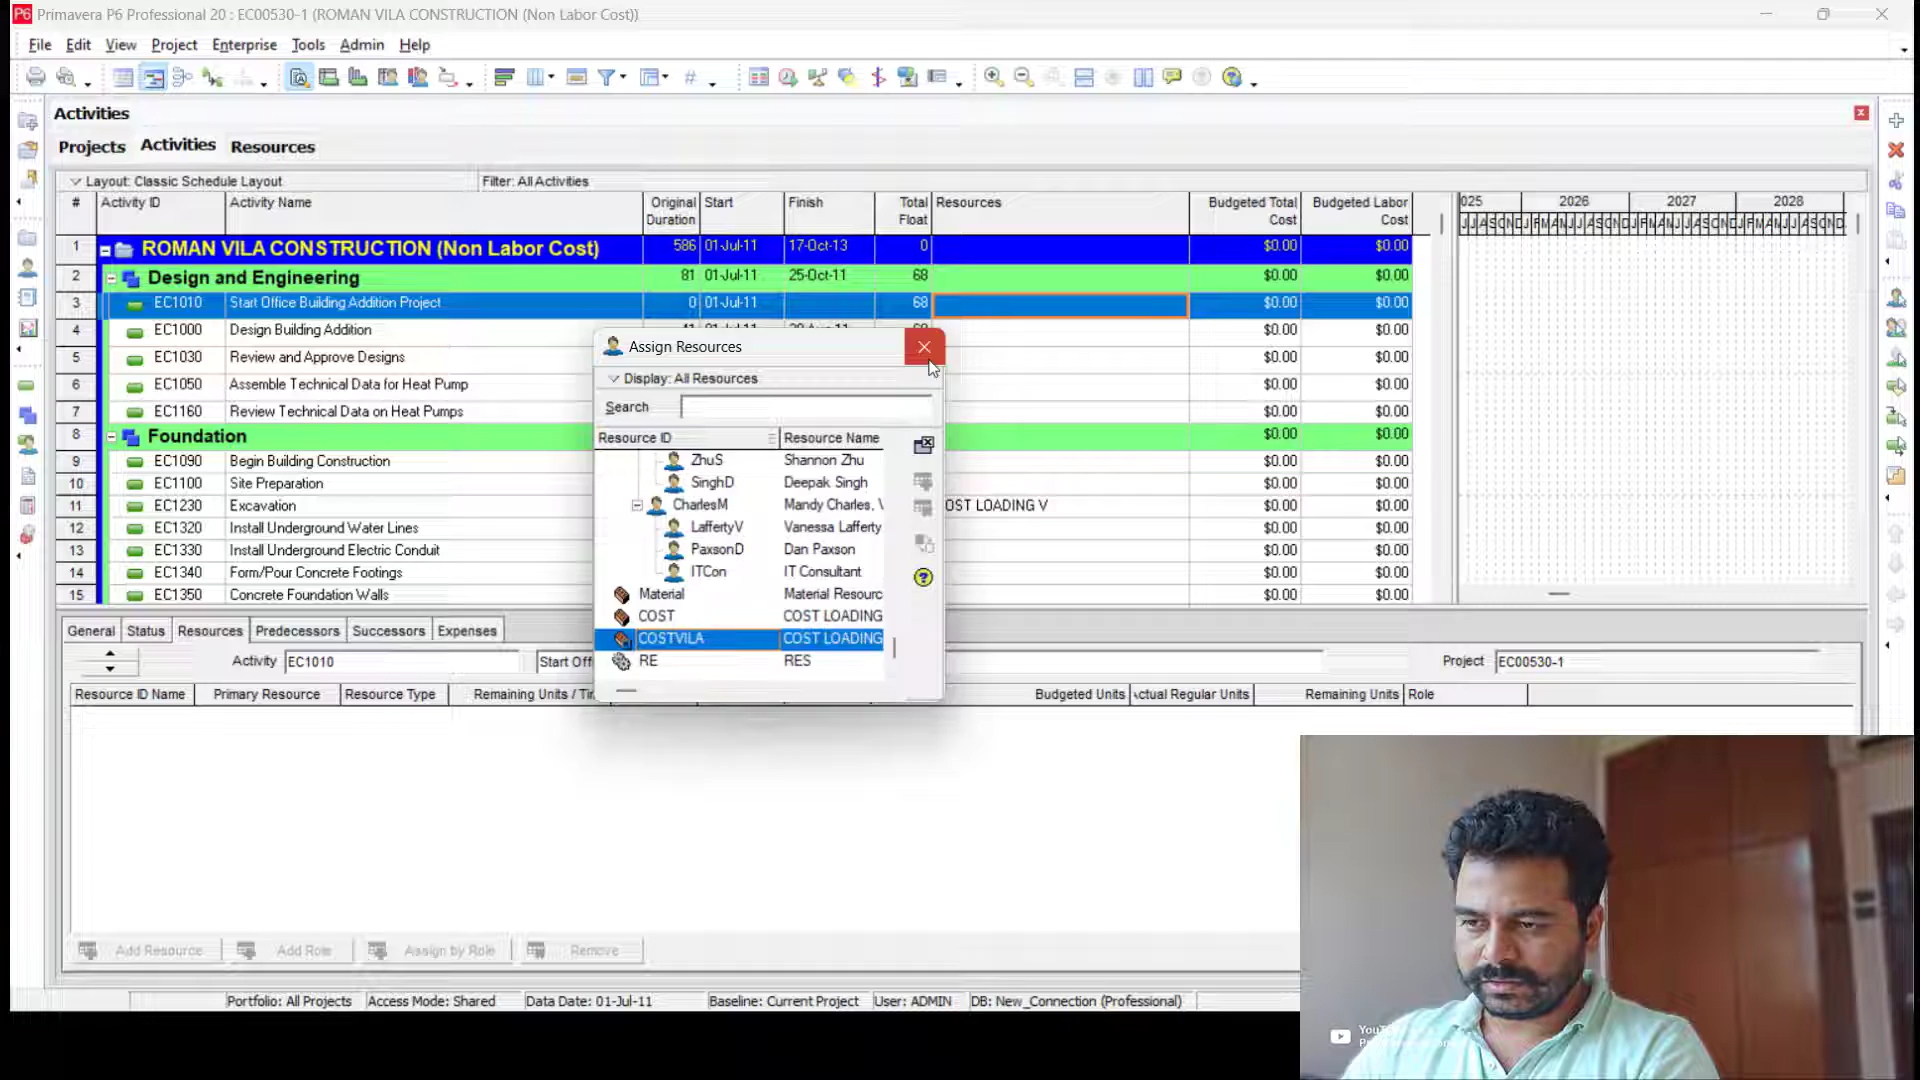 Primavera P6 Professional 20 : EC00530-1 (ROMAN VILA CONSTRUCTION (Non Labor Cost))
File Edit View Project Enterprise Tools Admin Help
Activities
Projects Activities Resources
Layout: Classic Schedule Layout Filter: All Activities
# Activity ID Activity Name Original Duration Start Finish Total Float Resources Budgeted Total Cost Budgeted Labor Cost
025 2026 2027 2028
1 ROMAN VILA CONSTRUCTION (Non Labor Cost) 586 01-Jul-11 17-Oct-13 0 $0.00 $0.00
2 Design and Engineering 81 01-Jul-11 25-Oct-11 68 $0.00 $0.00
3 EC1010 Start Office Building Addition Project 0 01-Jul-11 68 $0.00 $0.00
4 EC1000 Design Building Addition $0.00 $0.00
5 EC1030 Review and Approve Designs $0.00 $0.00
6 EC1050 Assemble Technical Data for Heat Pump $0.00 $0.00
7 EC1160 Review Technical Data on Heat Pumps $0.00 $0.00
8 Foundation $0.00 $0.00
9 EC1090 Begin Building Construction $0.00 $0.00
10 EC1100 Site Preparation $0.00 $0.00
11 EC1230 Excavation OST LOADING V $0.00 $0.00
12 EC1320 Install Underground Water Lines $0.00 $0.00
13 EC1330 Install Underground Electric Conduit $0.00 $0.00
14 EC1340 Form/Pour Concrete Footings $0.00 $0.00
15 EC1350 Concrete Foundation Walls $0.00 $0.00
Assign Resources
Display: All Resources
Search
Resource ID Resource Name
ZhuS Shannon Zhu
SinghD Deepak Singh
CharlesM Mandy Charles, V
LaffertyV Vanessa Lafferty
PaxsonD Dan Paxson
ITCon IT Consultant
Material Material Resourc
COST COST LOADING
COSTVILA COST LOADING
RE RES
General Status Resources Predecessors Successors Expenses
Activity EC1010 Start Offi Project EC00530-1
Resource ID Name Primary Resource Resource Type Remaining Units / Tim Budgeted Units ctual Regular Units Remaining Units Role
Add Resource Add Role Assign by Role Remove
Portfolio: All Projects Access Mode: Shared Data Date: 01-Jul-11 Baseline: Current Project User: ADMIN DB: New_Connection (Professional)